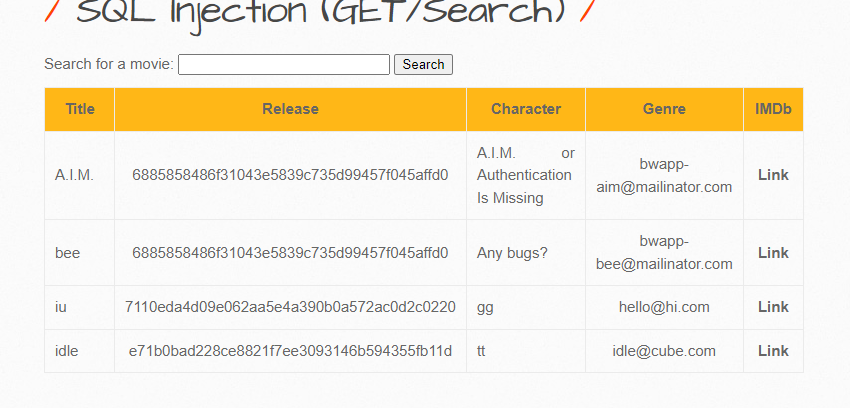 / SQL Injection (GET/Search) /
Search for a movie: Search
Title Release Character Genre IMDb
A.I.M. 6885858486f31043e5839c735d99457f045affd0 A.I.M. or Authentication Is Missing bwapp-aim@mailinator.com Link
bee 6885858486f31043e5839c735d99457f045affd0 Any bugs? bwapp-bee@mailinator.com Link
iu 7110eda4d09e062aa5e4a390b0a572ac0d2c0220 gg hello@hi.com Link
idle e71b0bad228ce8821f7ee3093146b594355fb11d tt idle@cube.com Link